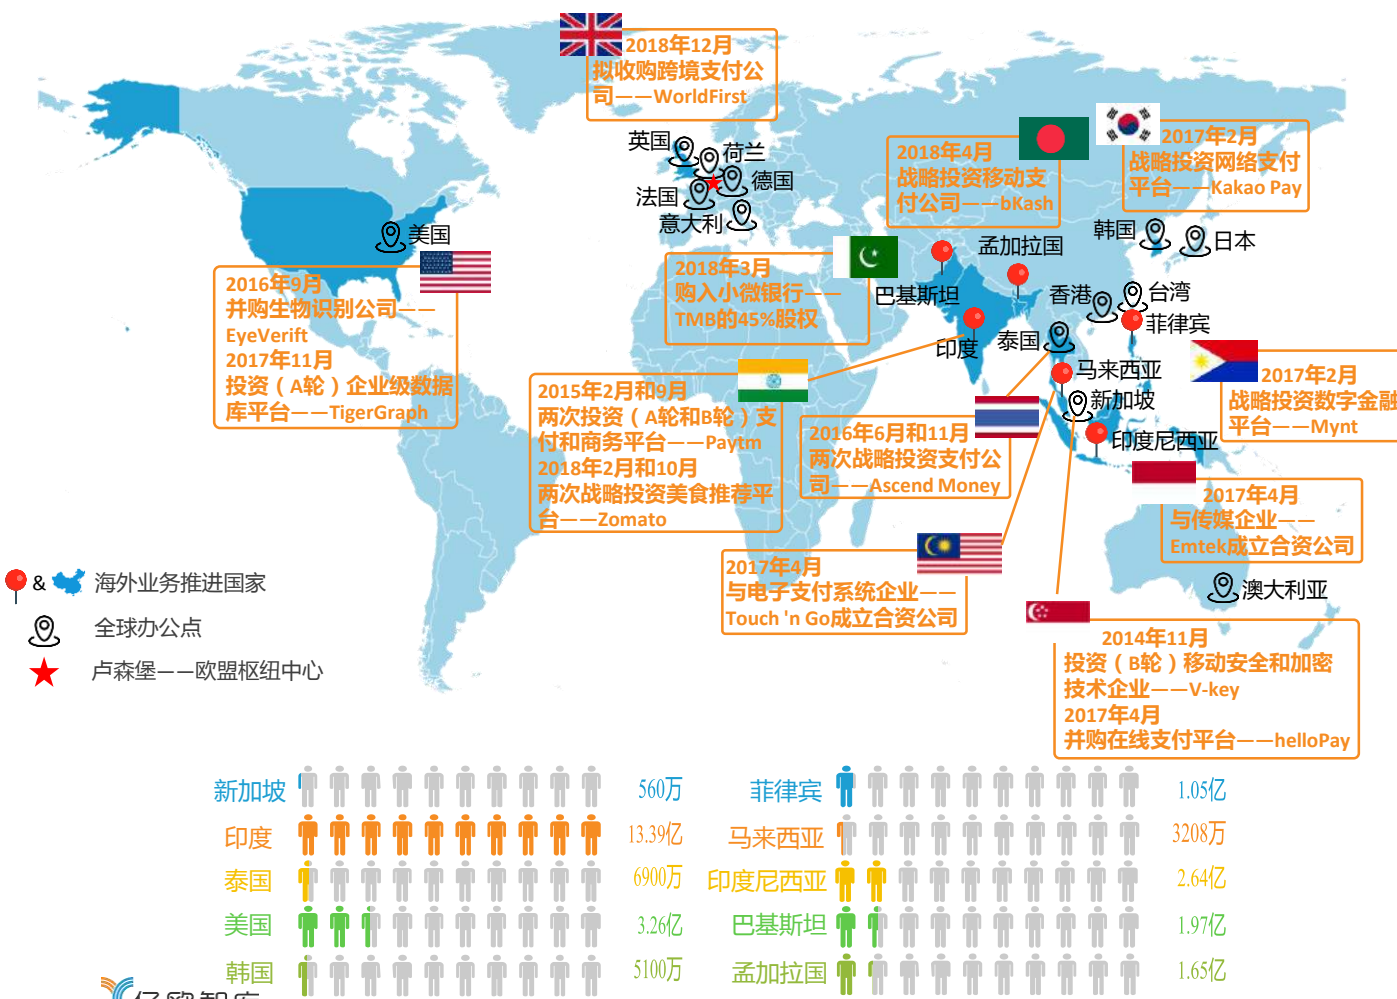 2018年12月
拟收购跨境支付公
司——WorldFirst
英国
荷兰
德国
法国
意大利
美国
2016年9月
并购生物识别公司——
EyeVerift
2017年11月
投资（A轮）企业级数据
库平台——TigerGraph
2018年4月
战略投资移动支
付公司——bKash
2017年2月
战略投资网络支付
平台——Kakao Pay
韩国
日本
2018年3月
购入小微银行——
TMB的45%股权
孟加拉国
巴基斯坦
香港
台湾
菲律宾
印度
泰国
马来西亚
新加坡
印度尼西亚
2015年2月和9月
两次投资（A轮和B轮）支
付和商务平台——Paytm
2018年2月和10月
两次战略投资美食推荐平
台——Zomato
2016年6月和11月
两次战略投资支付公
司——Ascend Money
2017年2月
战略投资数字金融
平台——Mynt
2017年4月
与传媒企业——
Emtek成立合资公司
2017年4月
与电子支付系统企业——
Touch 'n Go成立合资公司
澳大利亚
2014年11月
投资（B轮）移动安全和加密
技术企业——V-key
2017年4月
并购在线支付平台——helloPay
& 海外业务推进国家
全球办公点
卢森堡——欧盟枢纽中心
新加坡 560万
印度 13.39亿
泰国 6900万
美国 3.26亿
韩国 5100万
菲律宾 1.05亿
马来西亚 3208万
印度尼西亚 2.64亿
巴基斯坦 1.97亿
孟加拉国 1.65亿
亿欧智库